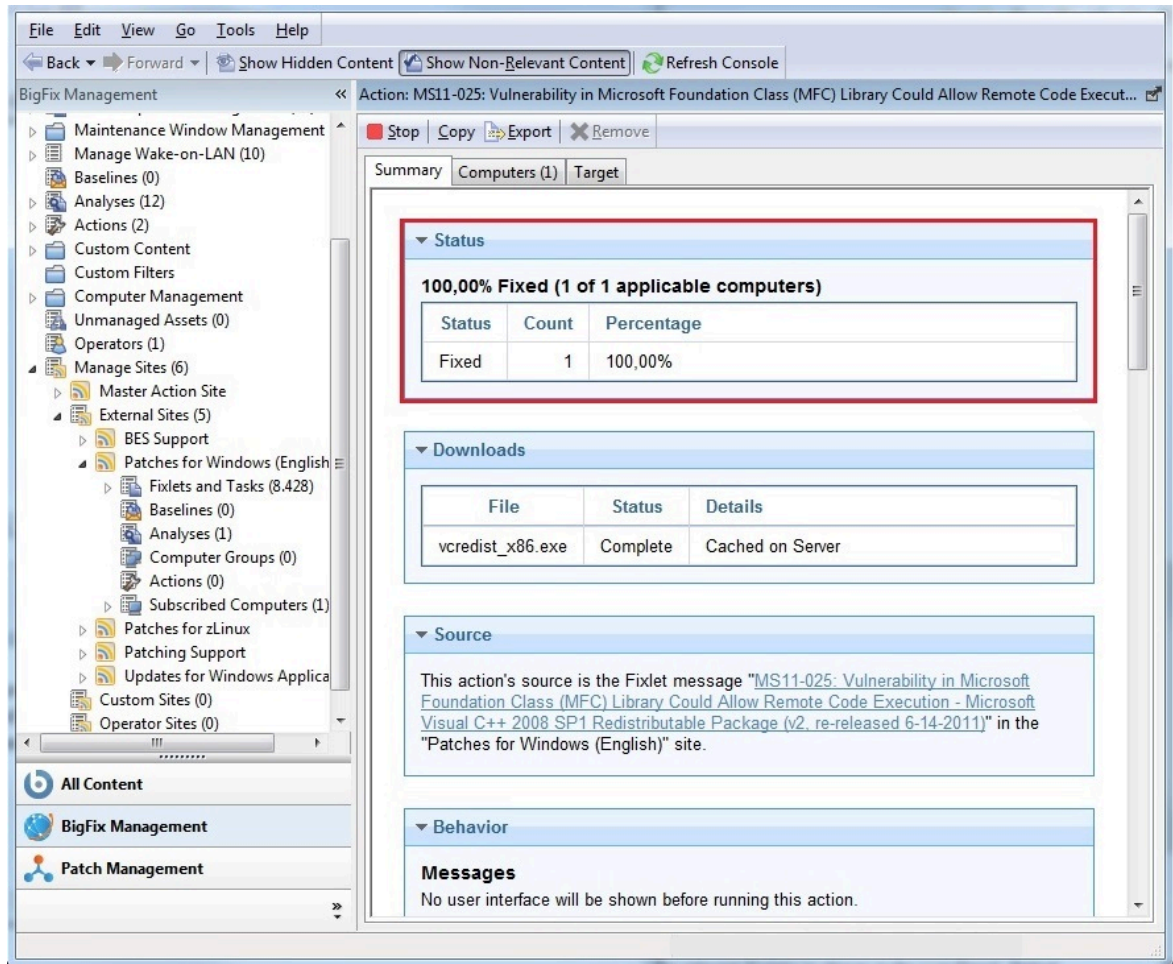 File Edit View Go Tools Help
Back Forward Show Hidden Content Show Non-Relevant Content Refresh Console
BigFix Management
Maintenance Window Management
Manage Wake-on-LAN (10)
Baselines (0)
Analyses (12)
Actions (2)
Custom Content
Custom Filters
Computer Management
Unmanaged Assets (0)
Operators (1)
Manage Sites (6)
Master Action Site
External Sites (5)
BES Support
Patches for Windows (English
Fixlets and Tasks (8.428)
Baselines (0)
Analyses (1)
Computer Groups (0)
Actions (0)
Subscribed Computers (1)
Patches for zLinux
Patching Support
Updates for Windows Applica
Custom Sites (0)
Operator Sites (0)
All Content
BigFix Management
Patch Management
Action: MS11-025: Vulnerability in Microsoft Foundation Class (MFC) Library Could Allow Remote Code Execut...
Stop Copy Export Remove
Summary Computers (1) Target
Status
100,00% Fixed (1 of 1 applicable computers)
Status Count Percentage
Fixed 1 100,00%
Downloads
File Status Details
vcredist_x86.exe Complete Cached on Server
Source
This action's source is the Fixlet message "MS11-025: Vulnerability in Microsoft
Foundation Class (MFC) Library Could Allow Remote Code Execution - Microsoft
Visual C++ 2008 SP1 Redistributable Package (v2, re-released 6-14-2011)" in the
"Patches for Windows (English)" site.
Behavior
Messages
No user interface will be shown before running this action.